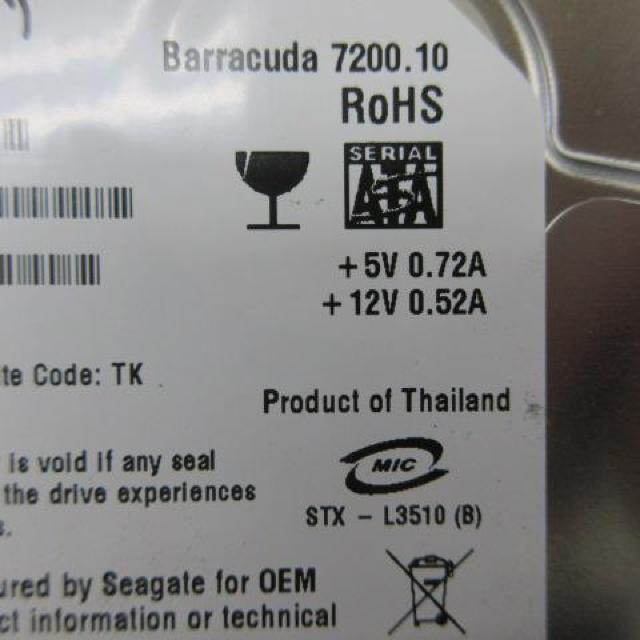 Barracuda 7200.10
RoHS
SERIAL
ATA
+5V 0.72A
+12V 0.52A
te Code: TK
Product of Thailand
is void if any seal
the drive experiences
s.
MIC
STX - L3510 (B)
ured by Seagate for OEM
ct information or technical